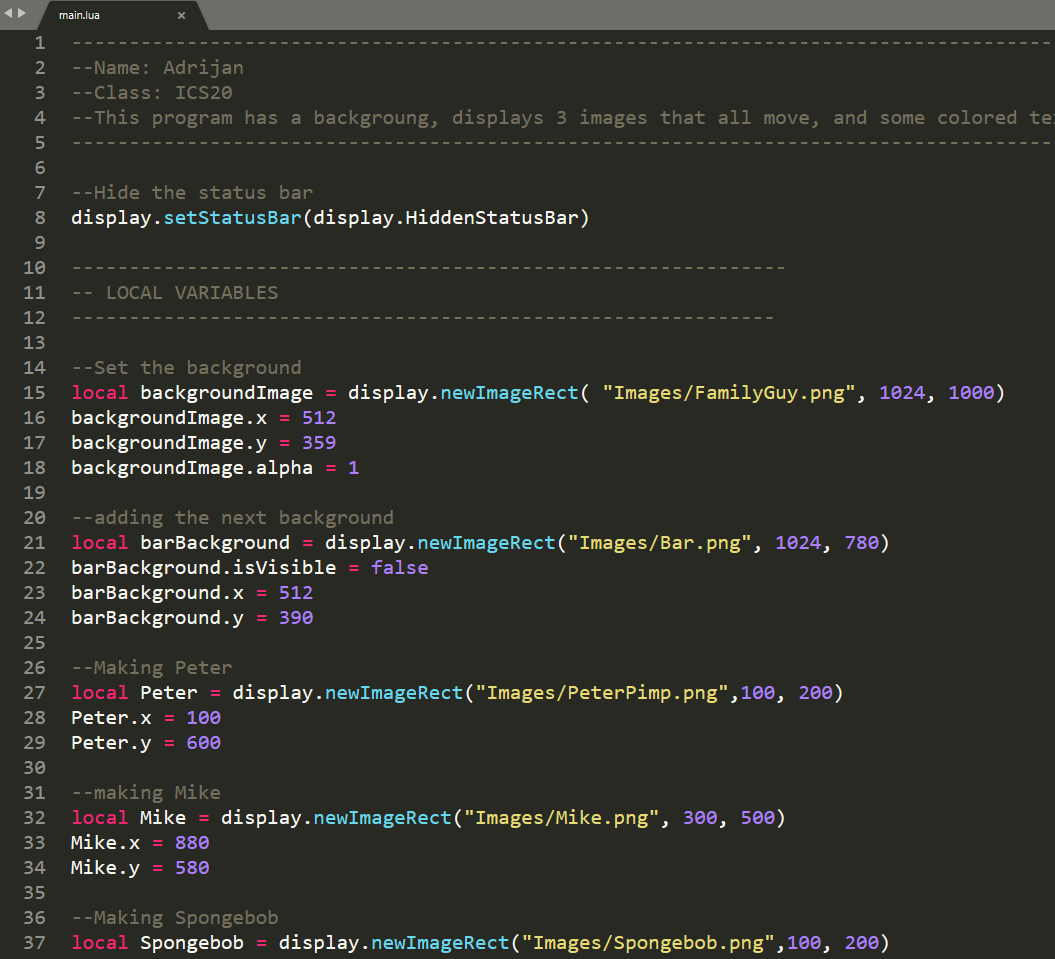 main.lua ×
1 -------------------------------------------------------------------------------------
2 --Name: Adrijan
3 --Class: ICS20
4 --This program has a backgroung, displays 3 images that all move, and some colored
5 -------------------------------------------------------------------------------------
6
7 --Hide the status bar
8 display.setStatusBar(display.HiddenStatusBar)
9
10 --------------------------------------------------------------
11 -- LOCAL VARIABLES
12 -------------------------------------------------------------
13
14 --Set the background
15 local backgroundImage = display.newImageRect( "Images/FamilyGuy.png", 1024, 1000)
16 backgroundImage.x = 512
17 backgroundImage.y = 359
18 backgroundImage.alpha = 1
19
20 --adding the next background
21 local barBackground = display.newImageRect("Images/Bar.png", 1024, 780)
22 barBackground.isVisible = false
23 barBackground.x = 512
24 barBackground.y = 390
25
26 --Making Peter
27 local Peter = display.newImageRect("Images/PeterPimp.png",100, 200)
28 Peter.x = 100
29 Peter.y = 600
30
31 --making Mike
32 local Mike = display.newImageRect("Images/Mike.png", 300, 500)
33 Mike.x = 880
34 Mike.y = 580
35
36 --Making Spongebob
37 local Spongebob = display.newImageRect("Images/Spongebob.png",100, 200)